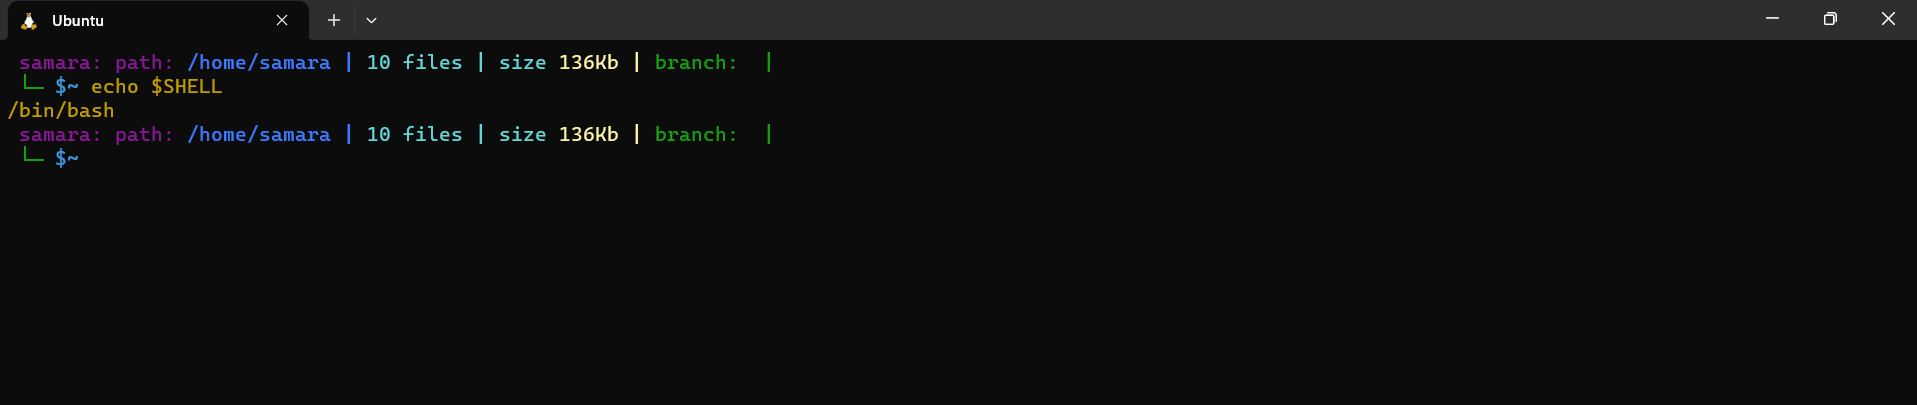 Ubuntu
samara: path: /home/samara | 10 files | size 136Kb | branch:  |
└─ $~ echo $SHELL
/bin/bash
samara: path: /home/samara | 10 files | size 136Kb | branch:  |
└─ $~